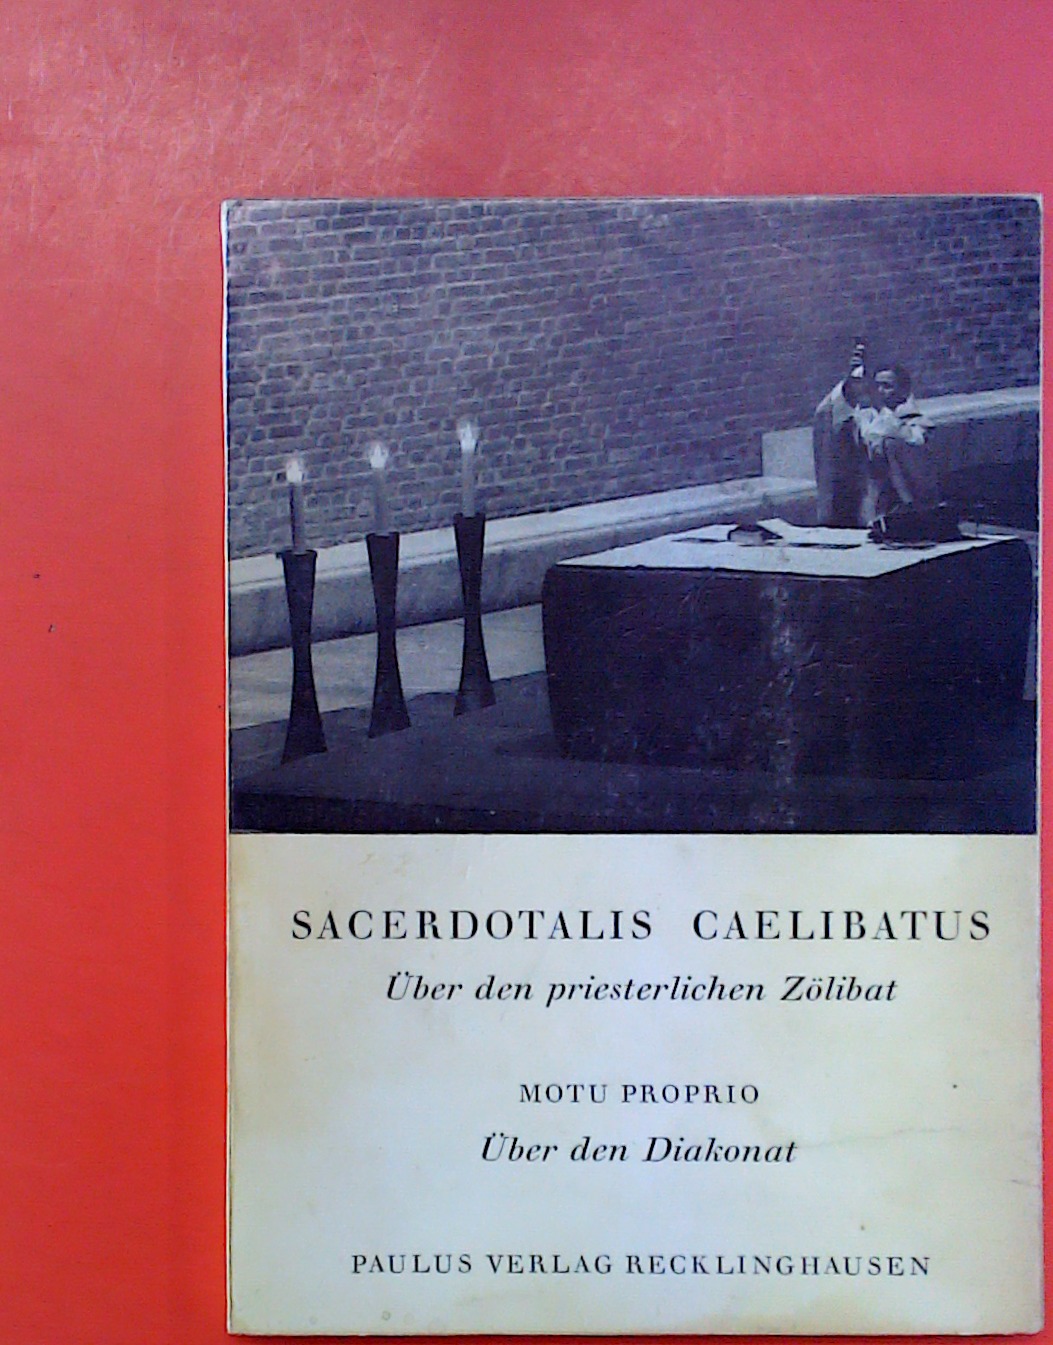 SACERDOTALIS CAELIBATUS
Über den priesterlichen Zölibat
MOTU PROPRIO
Über den Diakonat
PAULUS VERLAG RECKLINGHAUSEN